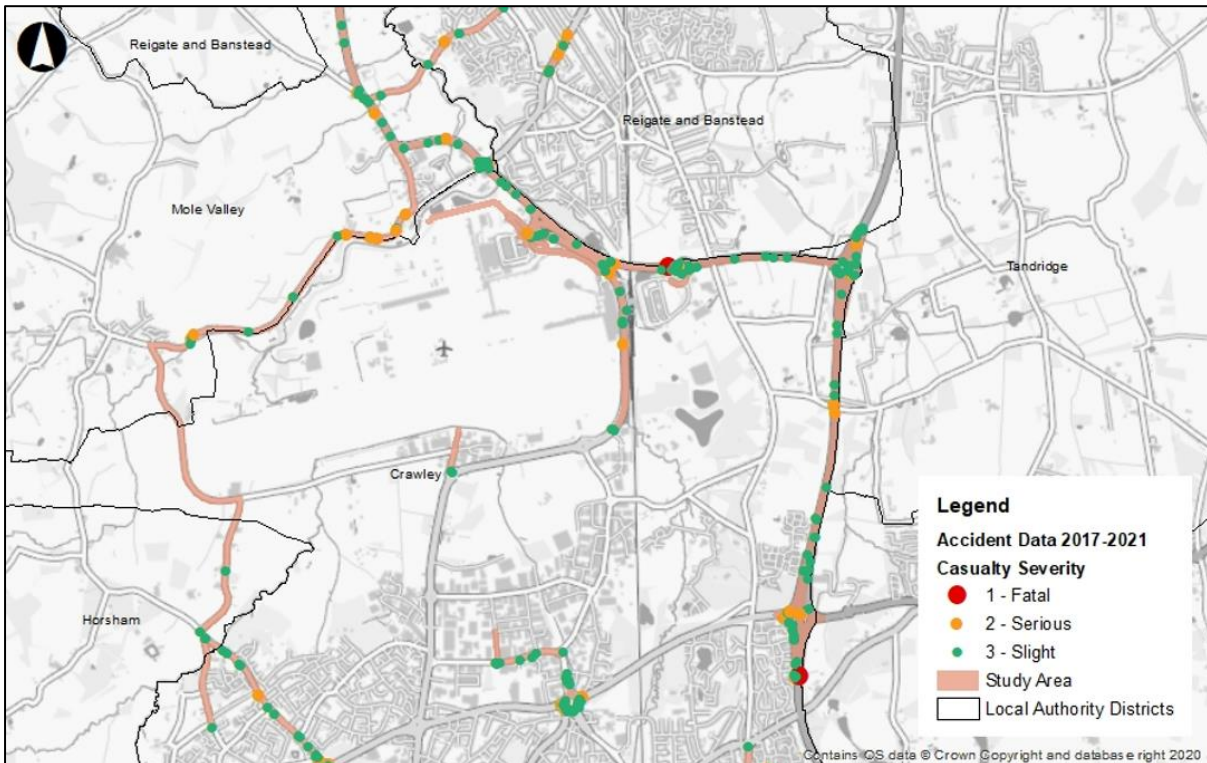 Reigate and Banstead
Reigate and Banstead
Mole Valley
Tandridge
Crawley
Horsham
Legend
Accident Data 2017-2021
Casualty Severity
1 - Fatal
2 - Serious
3 - Slight
Study Area
Local Authority Districts
Contains OS data © Crown Copyright and database right 2020